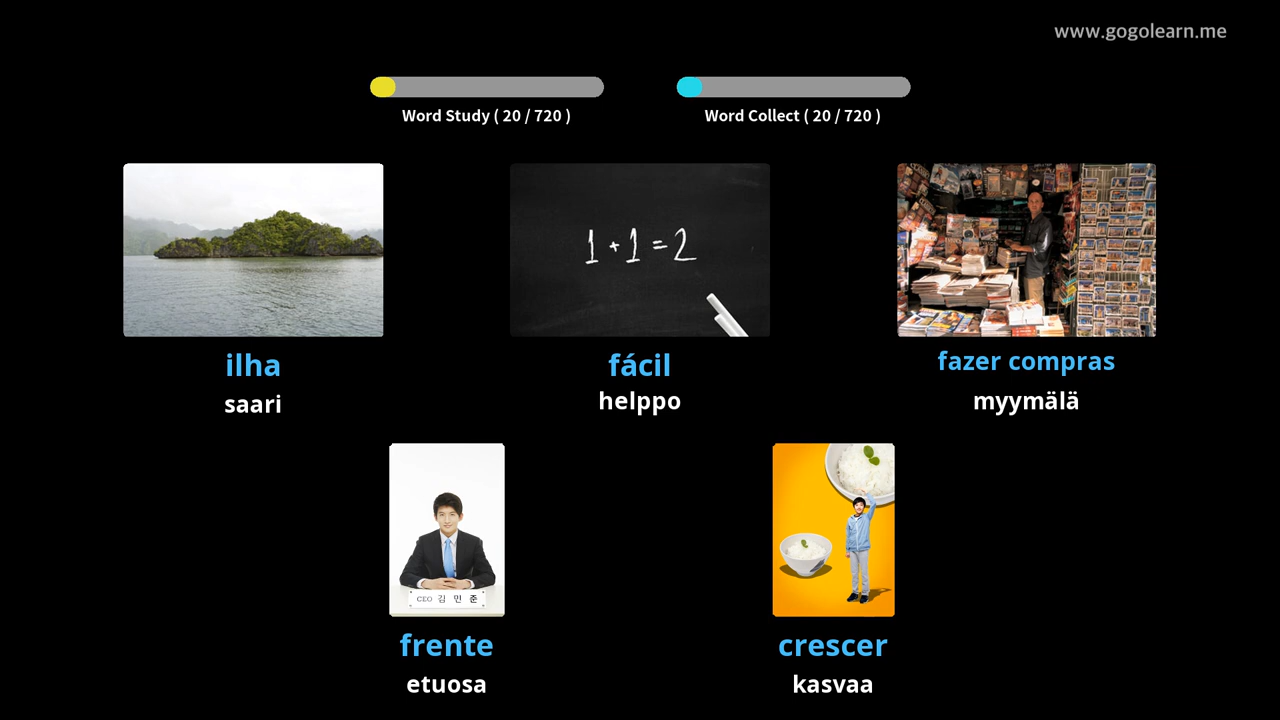 www.gogolearn.me
Word Study ( 20 / 720 )
Word Collect ( 20 / 720 )
1 + 1 = 2
ilha
saari
fácil
helppo
fazer compras
myymälä
CEO 김 민 준
frente
etuosa
crescer
kasvaa